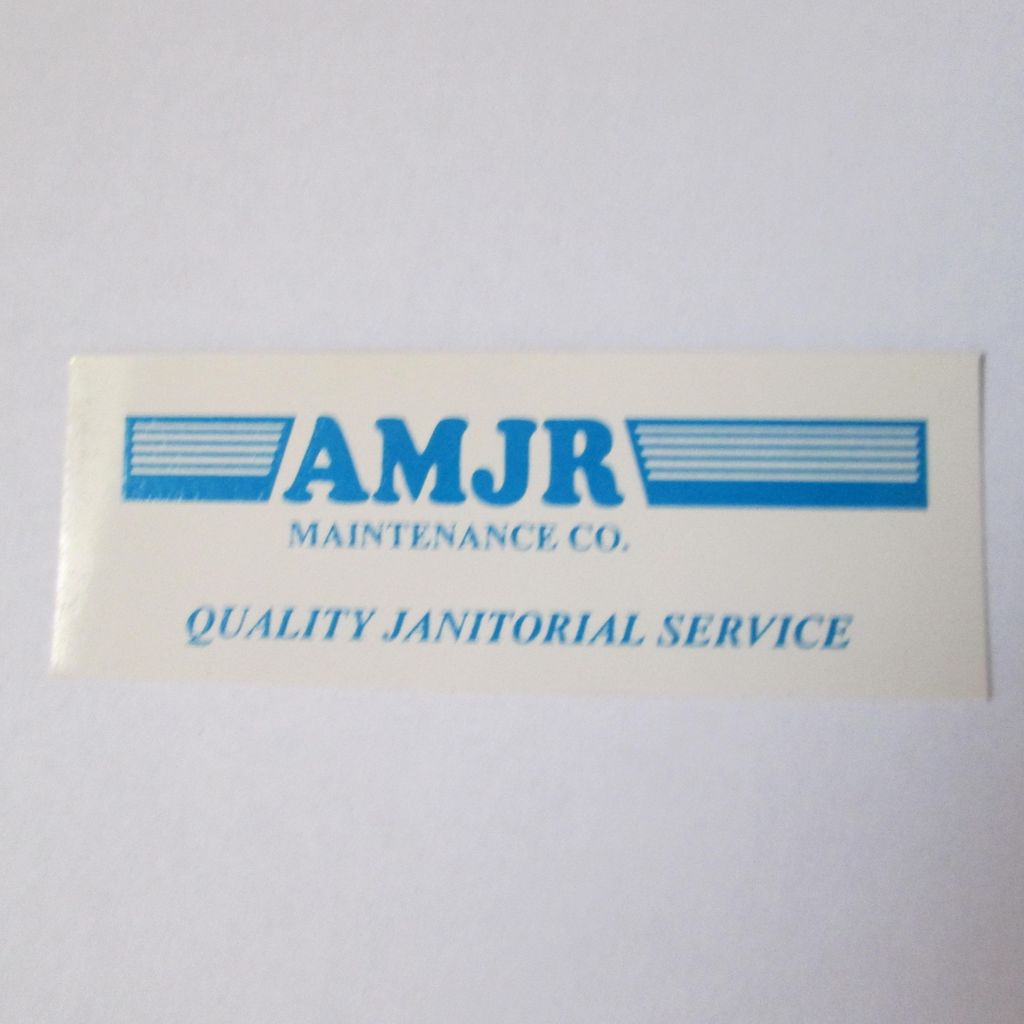 AMJR
MAINTENANCE CO.
QUALITY JANITORIAL SERVICE